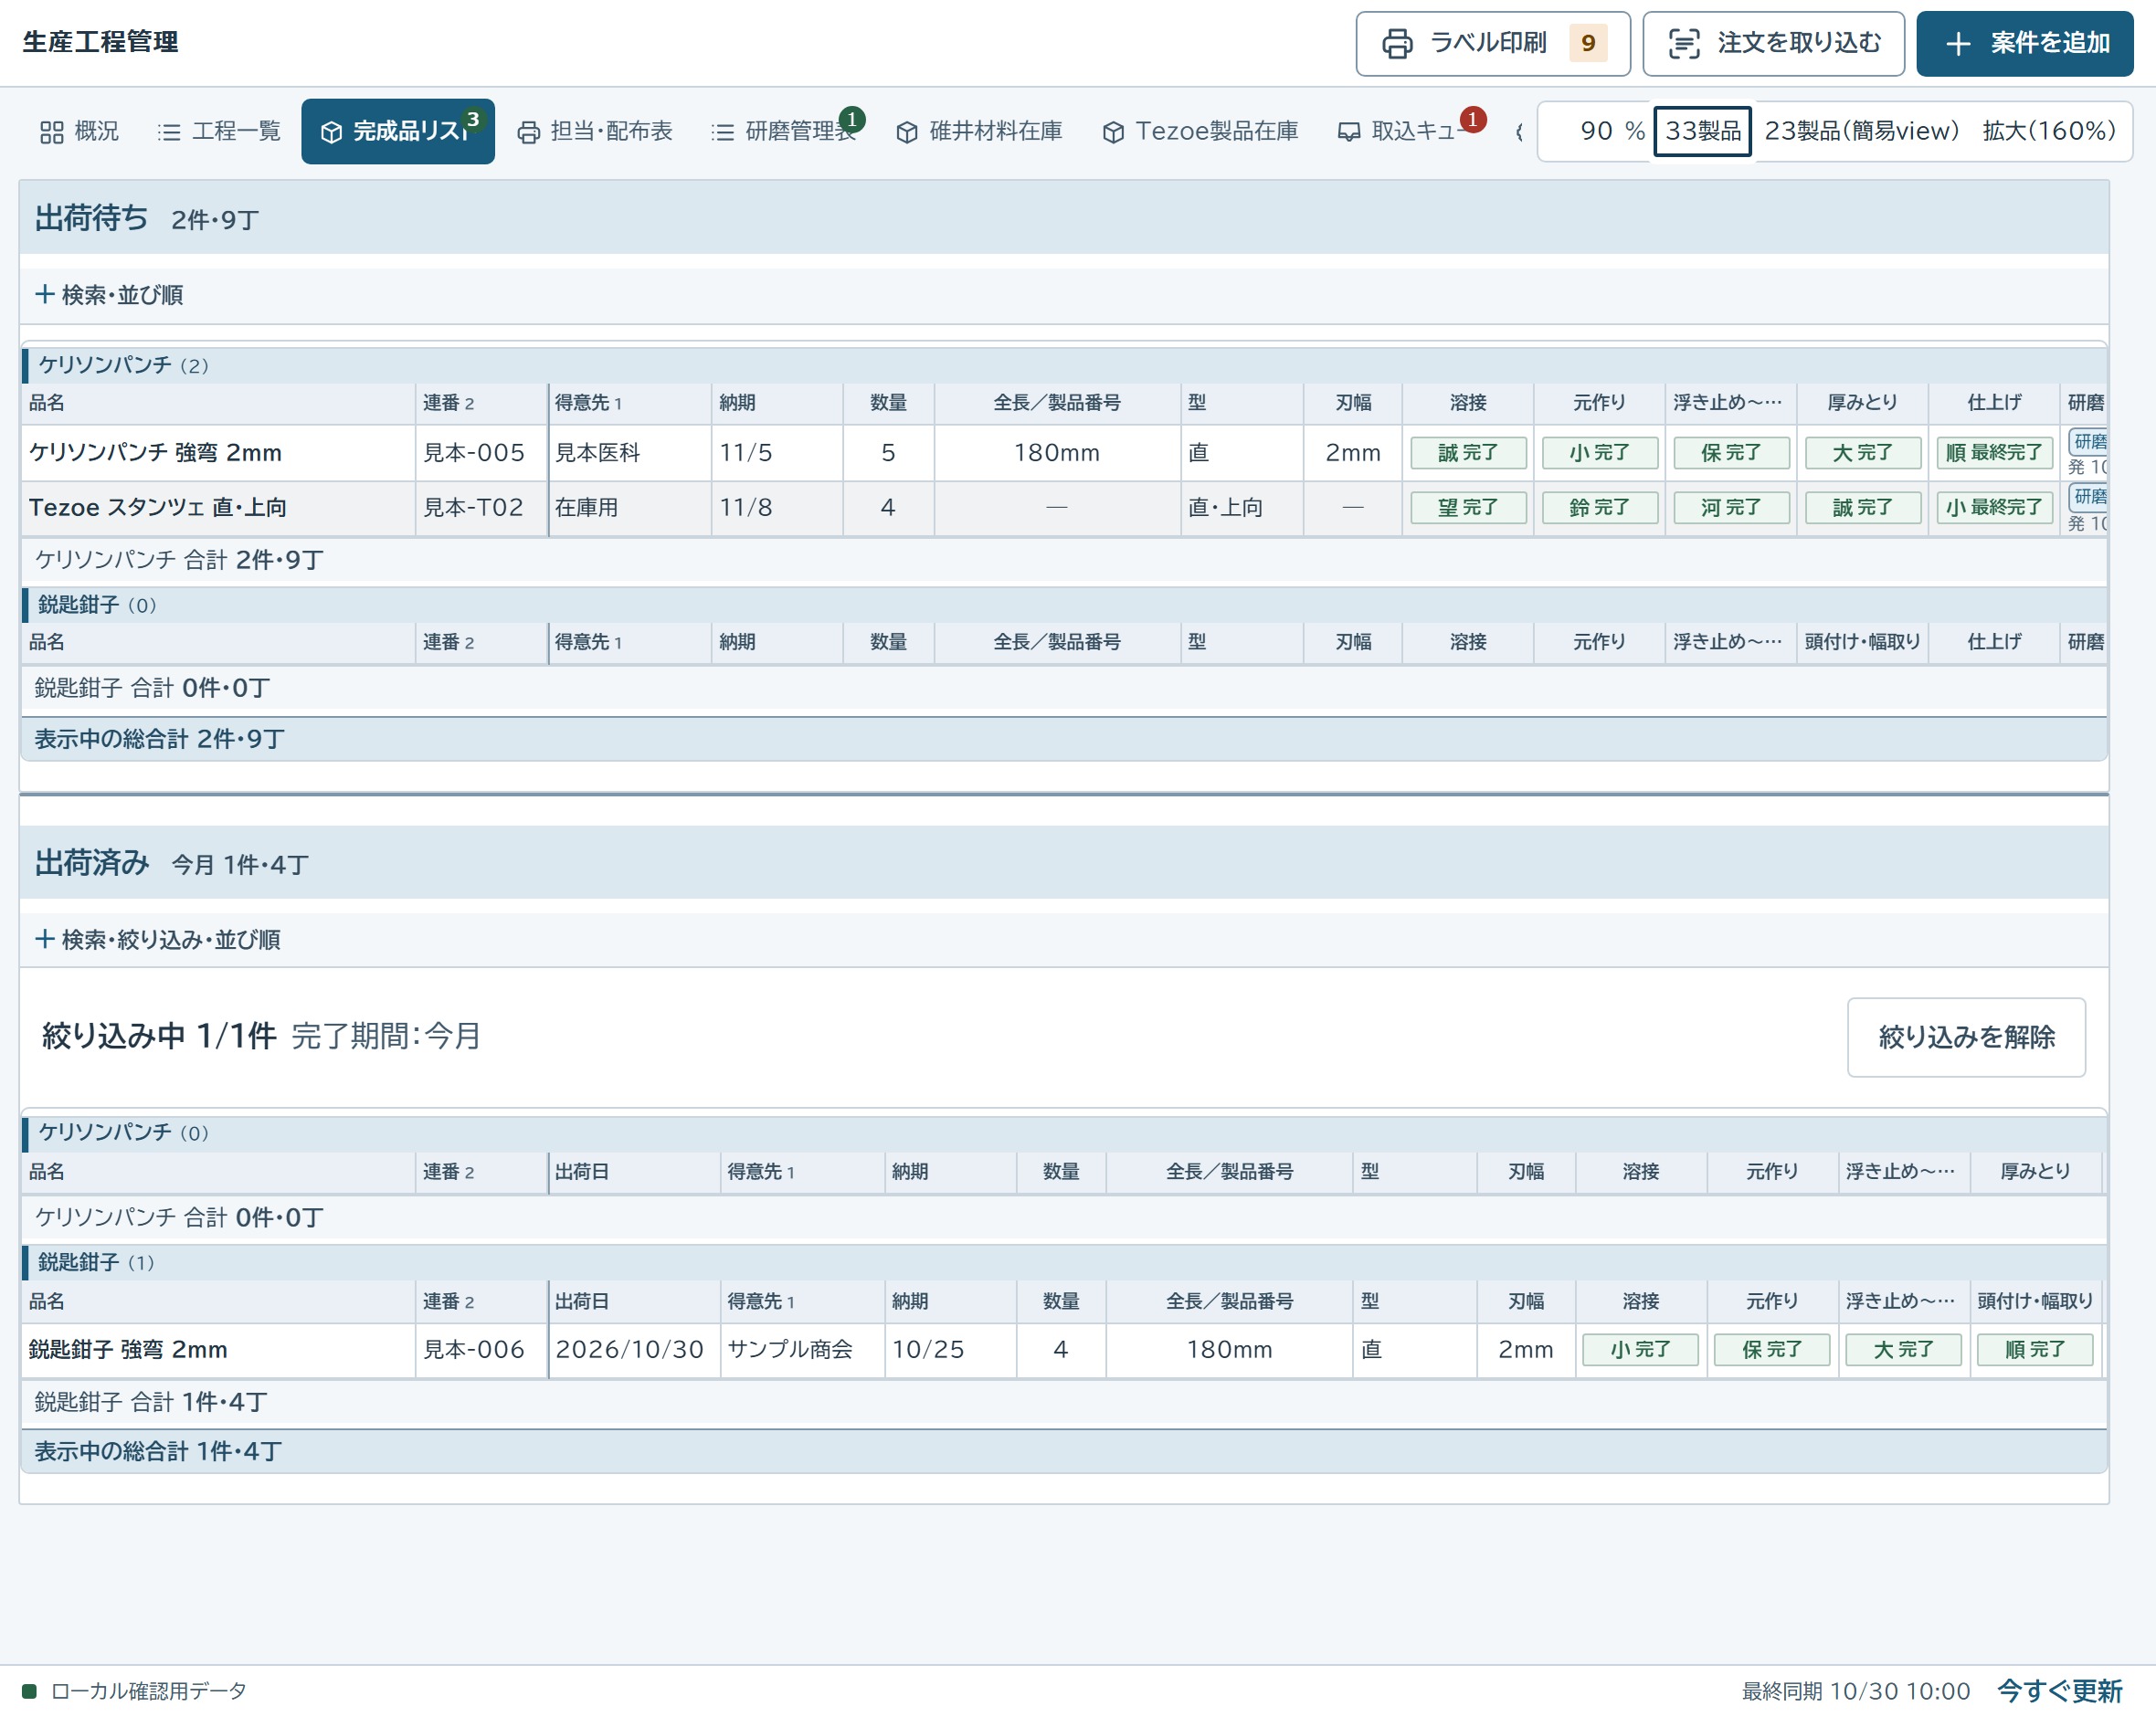 生産工程管理
ラベル印刷 9 注文を取り込む 案件を追加
概況 工程一覧 完成品リスト 3 担当・配布表 研磨管理表 1 碓井材料在庫 Tezoe製品在庫 取込キュー 1 90 % 33製品 23製品(簡易view) 拡大(160%)
出荷待ち 2件・9丁
+検索・並び順
ケリソンパンチ (2)
品名 連番 2 得意先 1 納期 数量 全長／製品番号 型 刃幅 溶接 元作り 浮き止め〜… 厚みとり 仕上げ 研磨
ケリソンパンチ 強弯 2mm 見本-005 見本医科 11/5 5 180mm 直 2mm 誠 完了 小 完了 保 完了 大 完了 順 最終完了 研磨
発 10
Tezoe スタンツェ 直・上向 見本-T02 在庫用 11/8 4 — 直・上向 — 望 完了 鈴 完了 河 完了 誠 完了 小 最終完了 研磨
発 10
ケリソンパンチ 合計 2件・9丁
鋭匙鉗子 (0)
品名 連番 2 得意先 1 納期 数量 全長／製品番号 型 刃幅 溶接 元作り 浮き止め〜… 頭付け・幅取り 仕上げ 研磨
鋭匙鉗子 合計 0件・0丁
表示中の総合計 2件・9丁
出荷済み 今月 1件・4丁
+検索・絞り込み・並び順
絞り込み中 1/1件 完了期間：今月 絞り込みを解除
ケリソンパンチ (0)
品名 連番 2 出荷日 得意先 1 納期 数量 全長／製品番号 型 刃幅 溶接 元作り 浮き止め〜… 厚みとり
ケリソンパンチ 合計 0件・0丁
鋭匙鉗子 (1)
品名 連番 2 出荷日 得意先 1 納期 数量 全長／製品番号 型 刃幅 溶接 元作り 浮き止め〜… 頭付け・幅取り
鋭匙鉗子 強弯 2mm 見本-006 2026/10/30 サンプル商会 10/25 4 180mm 直 2mm 小 完了 保 完了 大 完了 順 完了
鋭匙鉗子 合計 1件・4丁
表示中の総合計 1件・4丁
ローカル確認用データ 最終同期 10/30 10:00 今すぐ更新